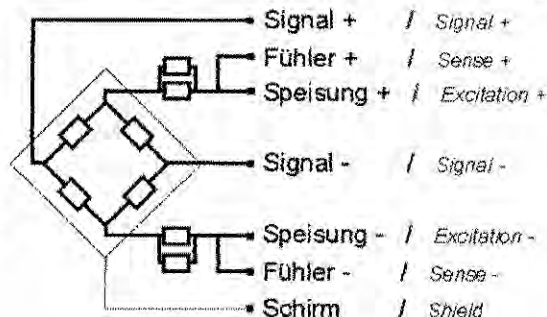 Signal + / Signal +
Fühler + / Sense +
Speisung + / Excitation +
Signal - / Signal -
Speisung - / Excitation -
Fühler - / Sense -
Schirm / Shield